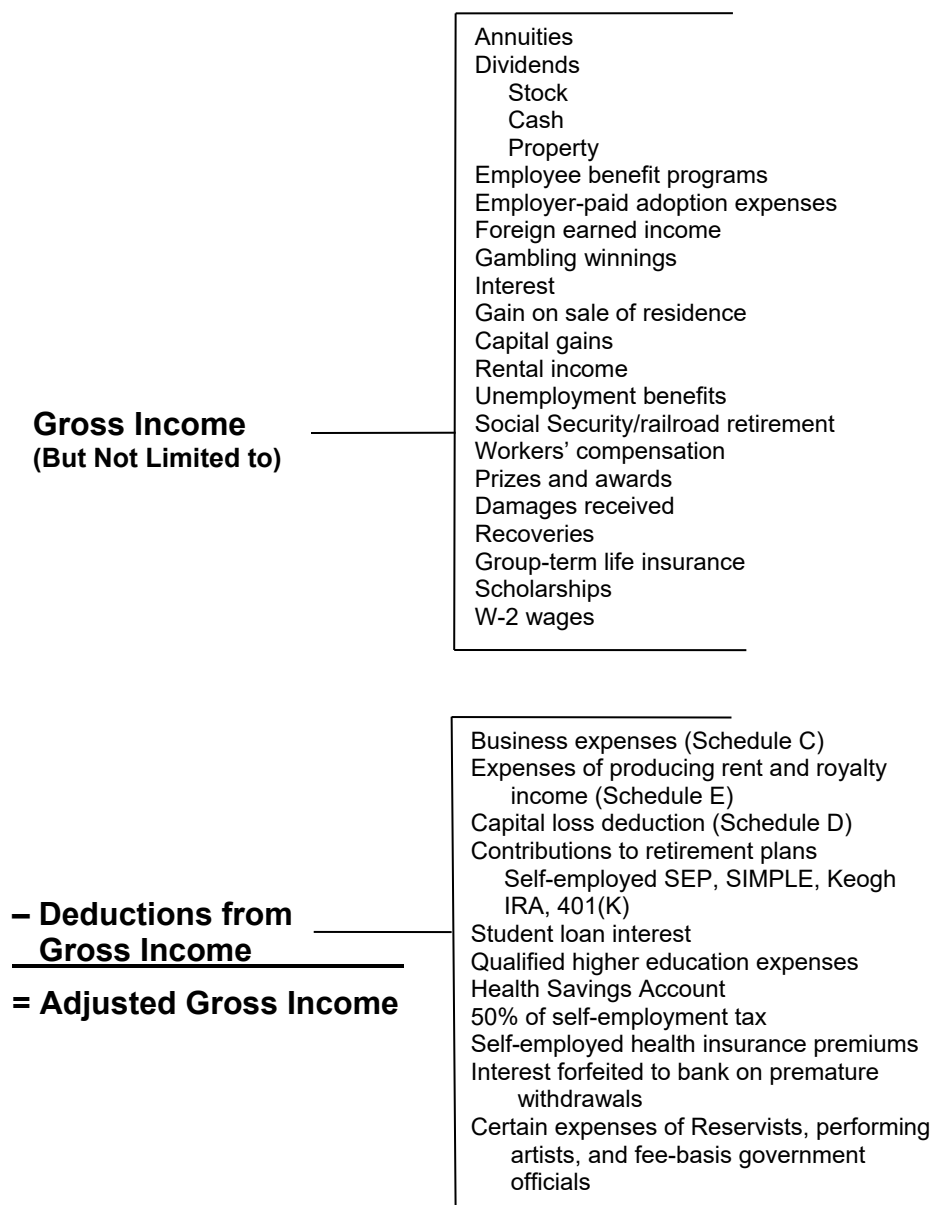 Annuities
Dividends
Stock
Cash
Property
Employee benefit programs
Employer-paid adoption expenses
Foreign earned income
Gambling winnings
Interest
Gain on sale of residence
Capital gains
Rental income
Unemployment benefits
Social Security/railroad retirement
Workers’ compensation
Prizes and awards
Damages received
Recoveries
Group-term life insurance
Scholarships
W-2 wages
Gross Income
(But Not Limited to)
Business expenses (Schedule C)
Expenses of producing rent and royalty
income (Schedule E)
Capital loss deduction (Schedule D)
Contributions to retirement plans
Self-employed SEP, SIMPLE, Keogh
IRA, 401(K)
Student loan interest
Qualified higher education expenses
Health Savings Account
50% of self-employment tax
Self-employed health insurance premiums
Interest forfeited to bank on premature
withdrawals
Certain expenses of Reservists, performing
artists, and fee-basis government
officials
– Deductions from
Gross Income
= Adjusted Gross Income